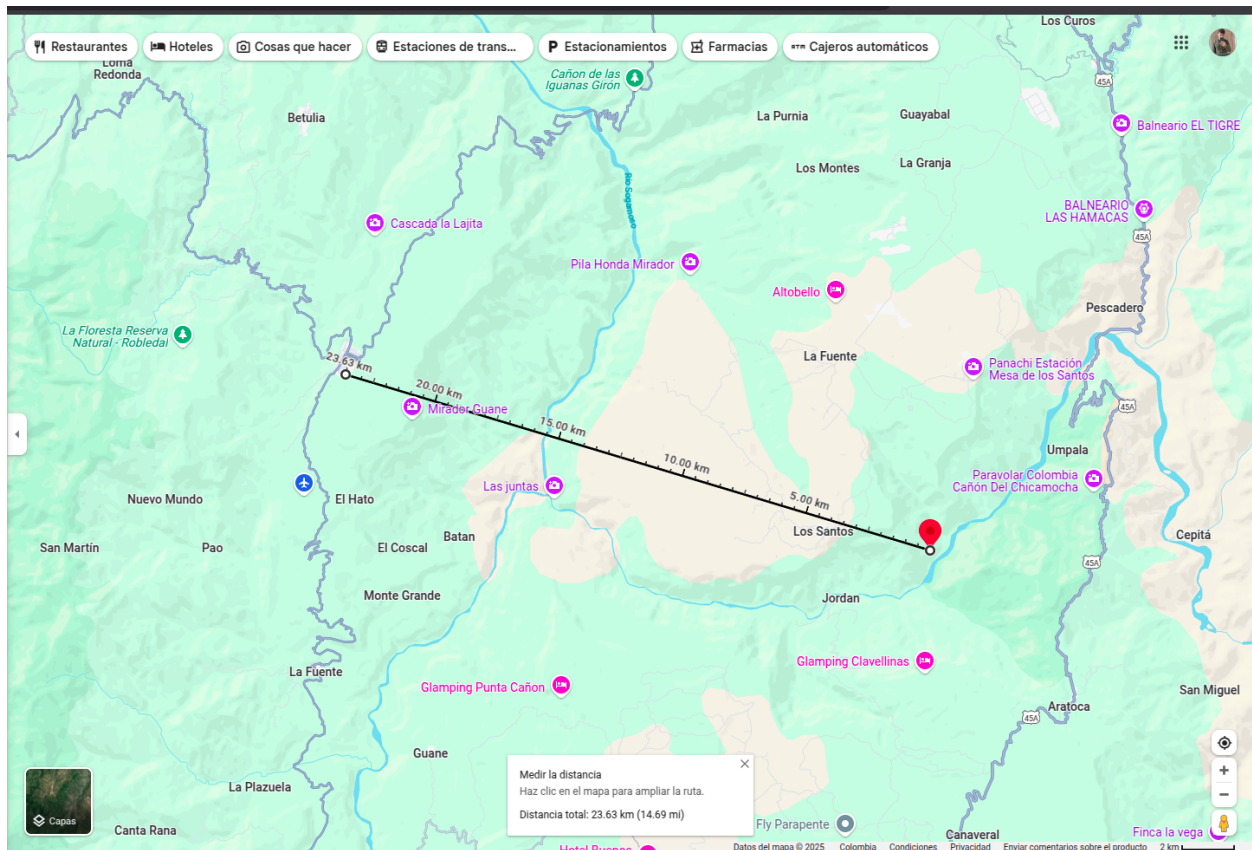 Los Curos
Restaurantes
Hoteles
Cosas que hacer
Estaciones de trans...
Estacionamientos
Farmacias
Cajeros automáticos
Loma
Redonda
Cañon de las
Iguanas Girón
45A
Betulia
La Purnia
Guayabal
Balneario EL TIGRE
Los Montes
La Granja
Río Sogamoso
BALNEARIO
LAS HAMACAS
Cascada la Lajita
45A
Pila Honda Mirador
Altobello
Pescadero
La Floresta Reserva
Natural - Robledal
La Fuente
23.63 km
Panachi Estación
Mesa de los Santos
20.00 km
Mirador Guane
45A
15.00 km
Umpala
10.00 km
Paravolar Colombia
Cañón Del Chicamocha
Las juntas
5.00 km
Nuevo Mundo
El Hato
Los Santos
Batan
Cepitá
San Martín
Pao
El Coscal
45A
Monte Grande
Jordan
La Fuente
Glamping Clavellinas
Glamping Punta Cañon
San Miguel
Aratoca
45A
Guane
Medir la distancia
Haz clic en el mapa para ampliar la ruta.
Distancia total: 23.63 km (14.69 mi)
La Plazuela
Capas
Fly Parapente
Canta Rana
Canaveral
Finca la vega
Datos del mapa © 2025 Colombia Condiciones Privacidad Enviar comentarios sobre el producto 2 km